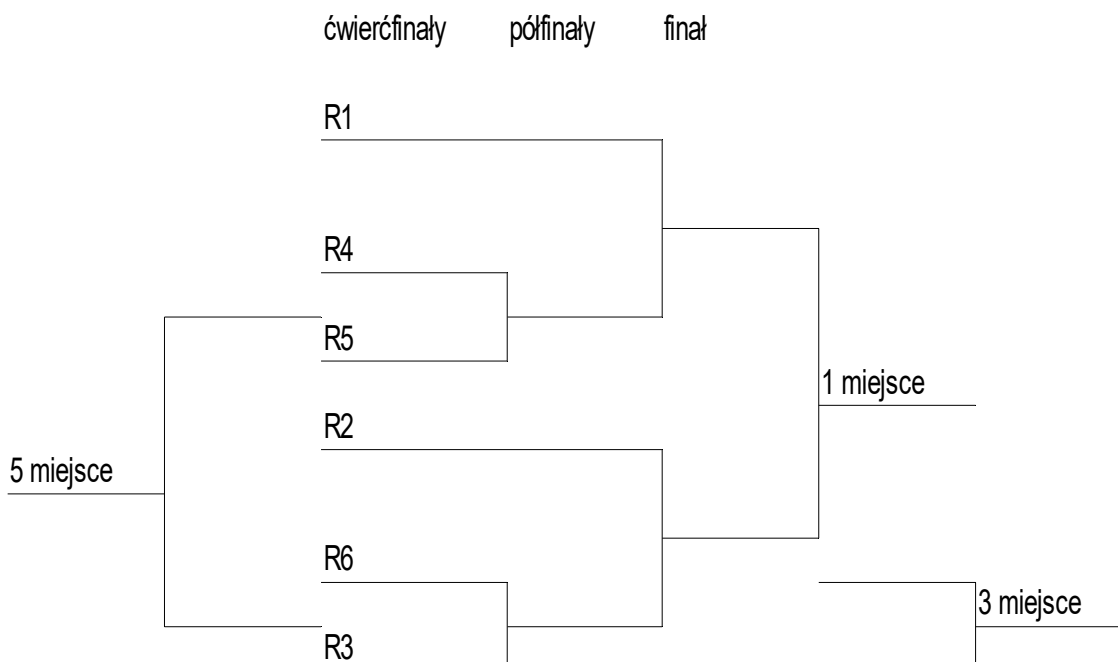 ćwierćfinały półfinały finał
R1
R4
R5
1 miejsce
R2
5 miejsce
R6
3 miejsce
R3